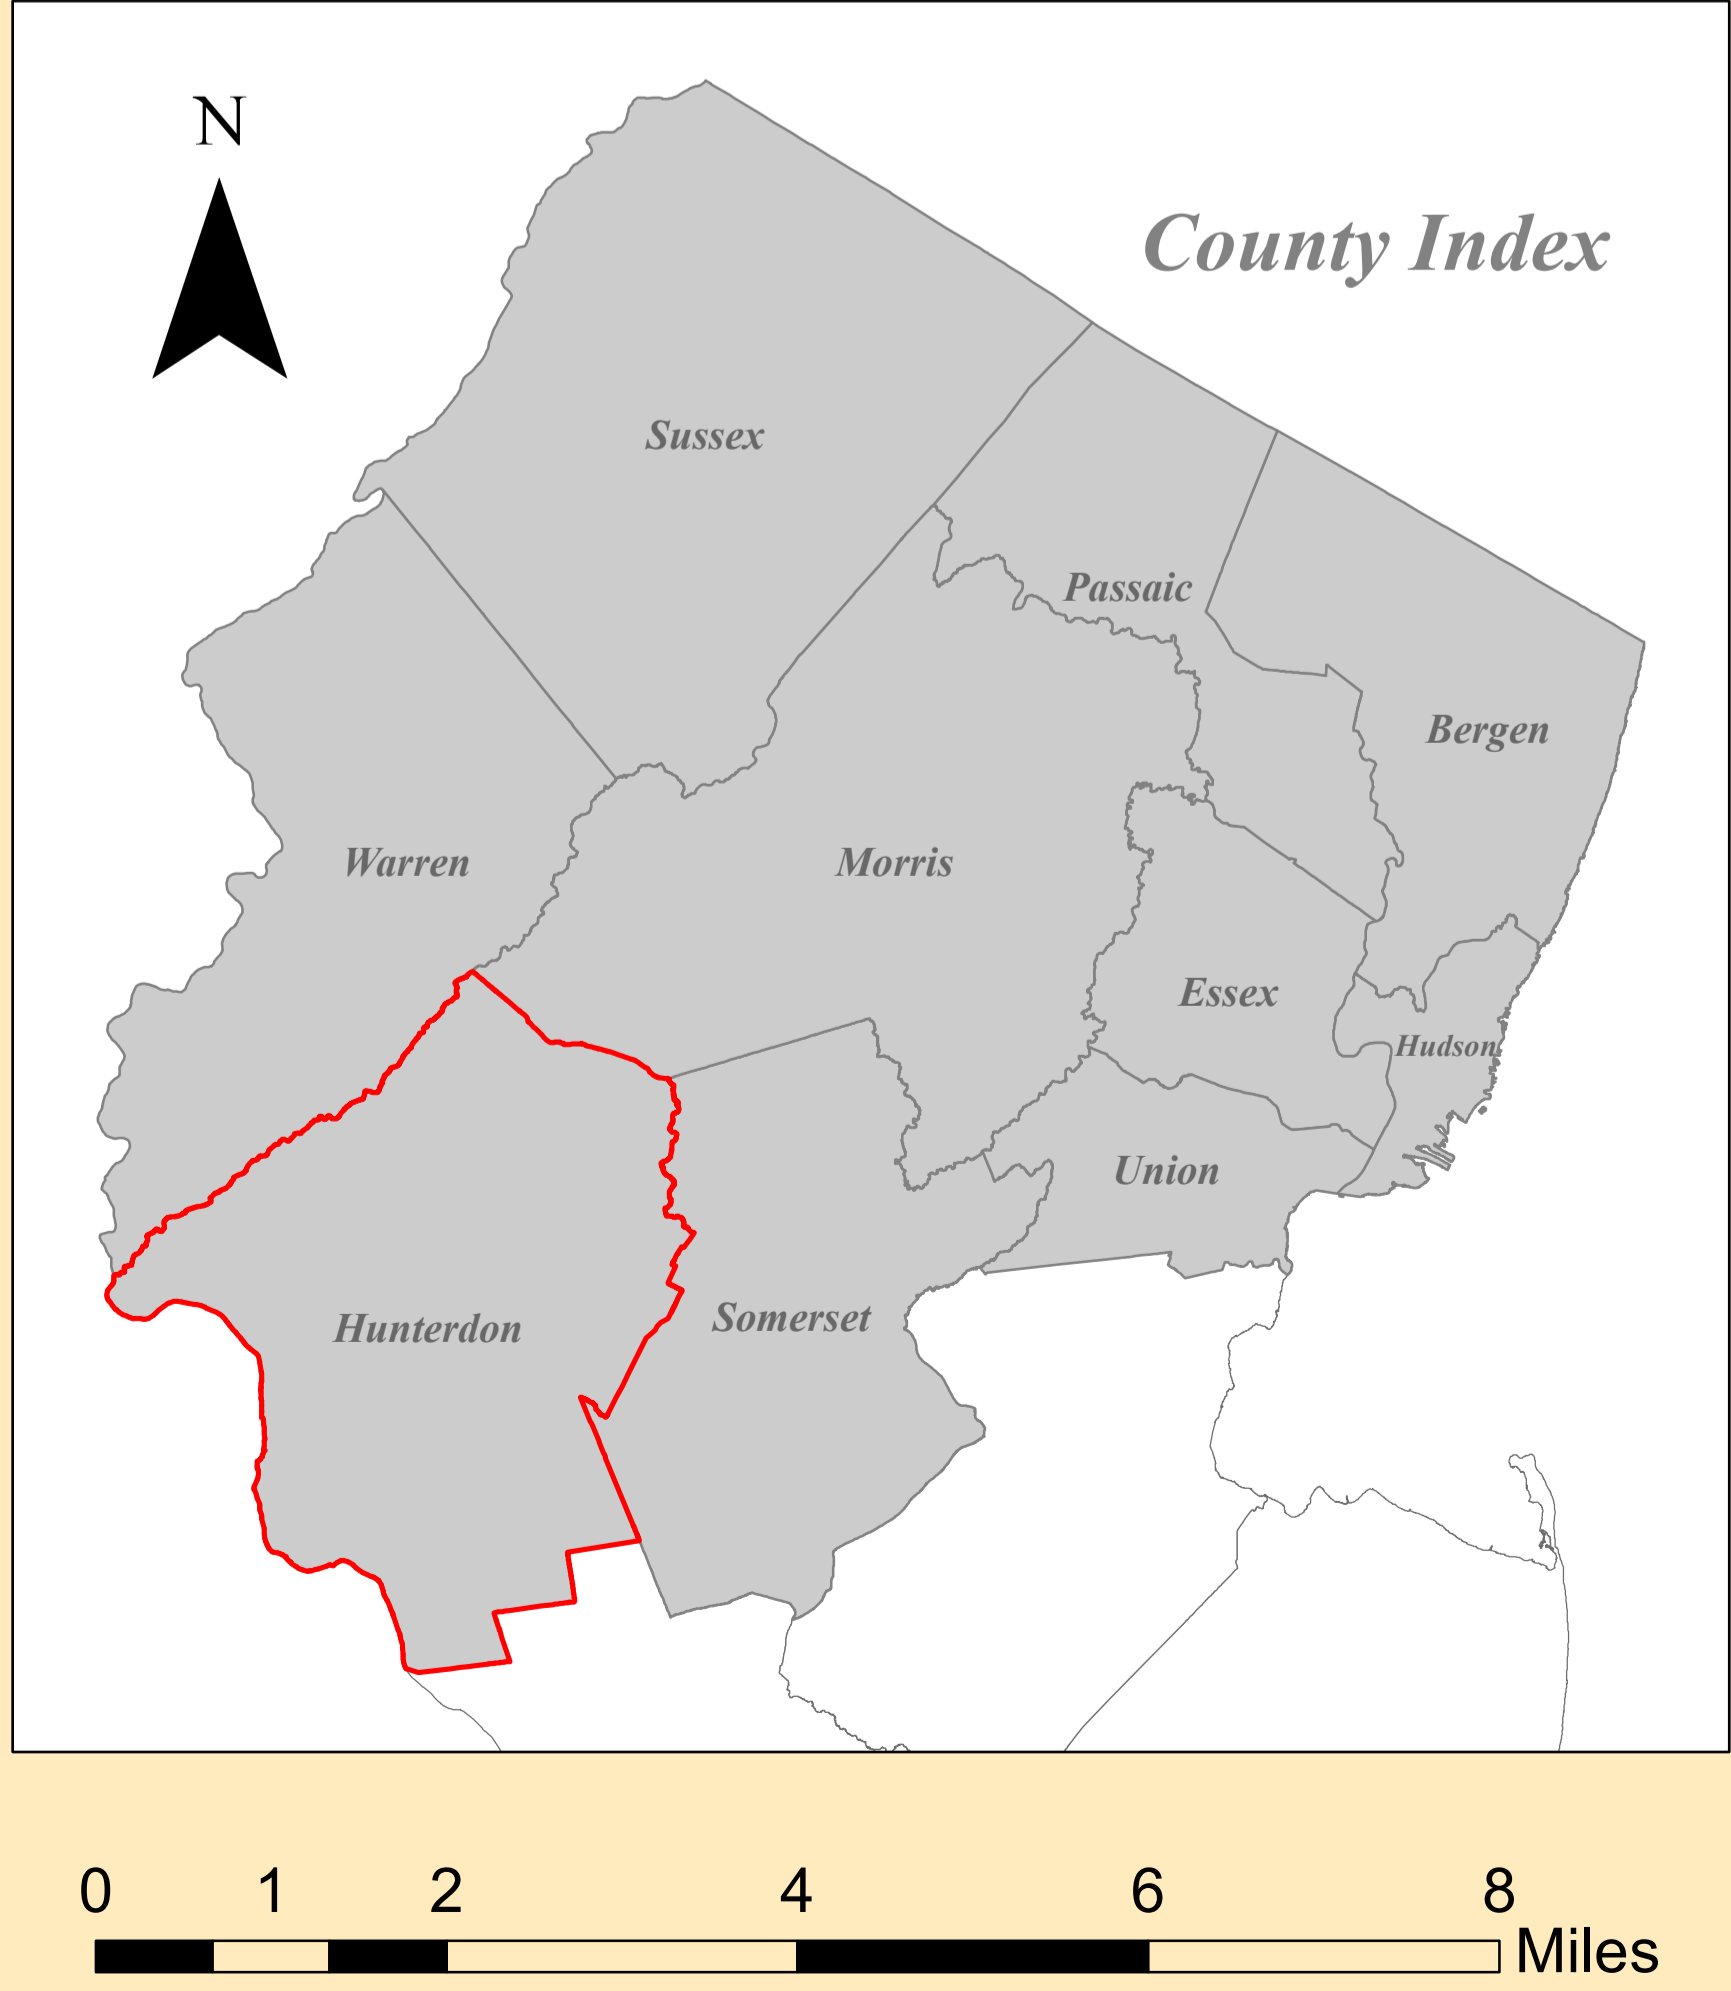 N
County Index
Sussex
Passaic
Bergen
Warren
Morris
Essex
Hudson
Union
Somerset
Hunterdon
0 1 2 4 6 8
Miles